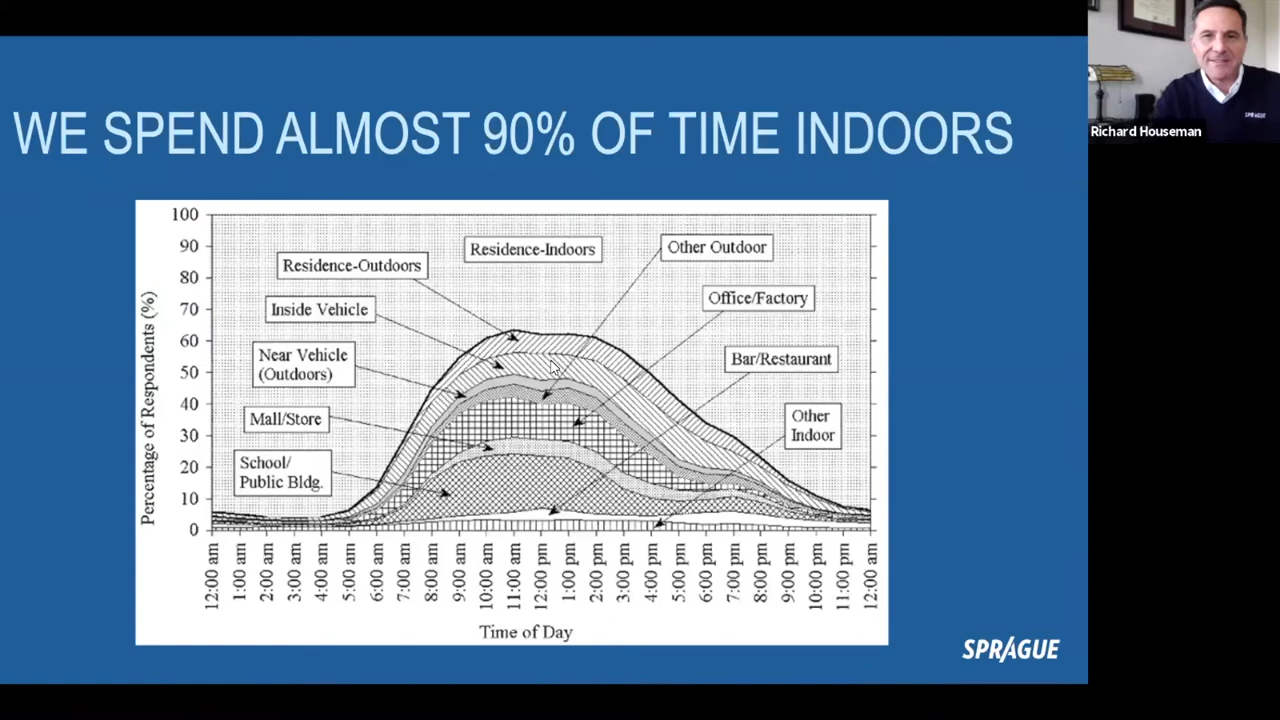 WE SPEND ALMOST 90% OF TIME INDOORS
Richard Houseman
SPRAGUE
Percentage of Respondents (%)
100
90
80
70
60
50
40
30
20
10
0
Residence-Indoors
Other Outdoor
Residence-Outdoors
Office/Factory
Inside Vehicle
Near Vehicle
(Outdoors)
Bar/Restaurant
Mall/Store
Other
Indoor
School/
Public Bldg.
12:00 am
1:00 am
2:00 am
3:00 am
4:00 am
5:00 am
6:00 am
7:00 am
8:00 am
9:00 am
10:00 am
11:00 am
12:00 pm
1:00 pm
2:00 pm
3:00 pm
4:00 pm
5:00 pm
6:00 pm
7:00 pm
8:00 pm
9:00 pm
10:00 pm
11:00 pm
12:00 am
Time of Day
SPRAGUE